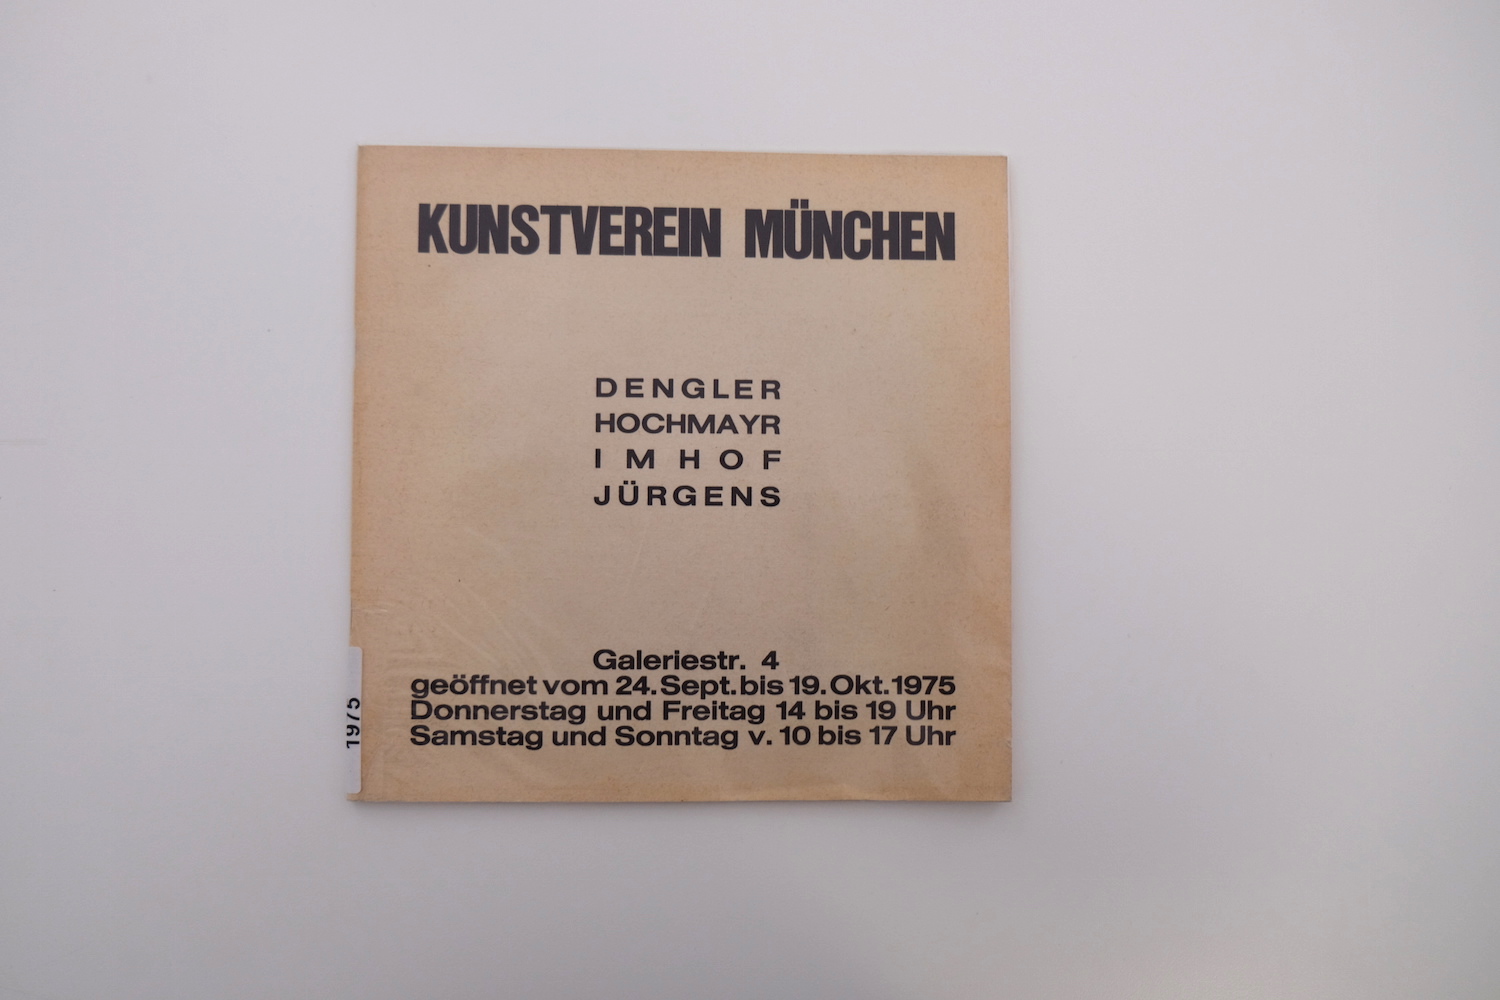 KUNSTVEREIN MÜNCHEN
DENGLER
HOCHMAYR
IMHOF
JÜRGENS
Galeriestr. 4
geöffnet vom 24. Sept. bis 19. Okt. 1975
Donnerstag und Freitag 14 bis 19 Uhr
Samstag und Sonntag v. 10 bis 17 Uhr
1975